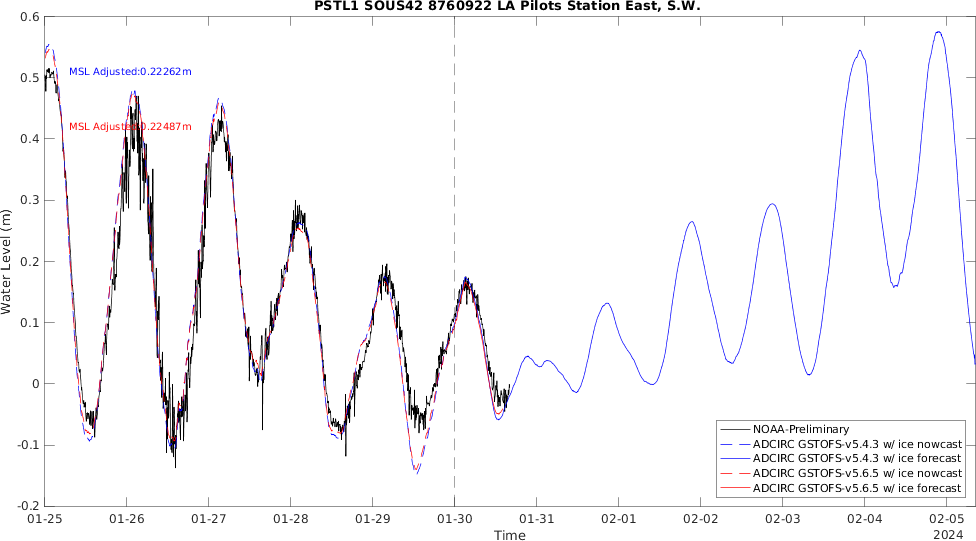 PSTL1 SOUS42 8760922 LA Pilots Station East, S.W.
0.6
0.5
0.4
0.3
0.2
0.1
0
-0.1
-0.2
Water Level (m)
MSL Adjusted:0.22262m
MSL Adjusted:0.22487m
NOAA-Preliminary
ADCIRC GSTOFS-v5.4.3 w/ ice nowcast
ADCIRC GSTOFS-v5.4.3 w/ ice forecast
ADCIRC GSTOFS-v5.6.5 w/ ice nowcast
ADCIRC GSTOFS-v5.6.5 w/ ice forecast
01-25 01-26 01-27 01-28 01-29 01-30 01-31 02-01 02-02 02-03 02-04 02-05
2024
Time